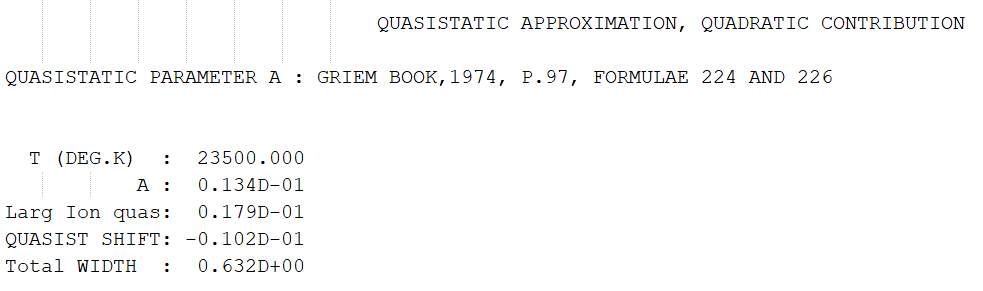 QUASISTATIC APPROXIMATION, QUADRATIC CONTRIBUTION
QUASISTATIC PARAMETER A : GRIEM BOOK,1974, P.97, FORMULAE 224 AND 226
T (DEG.K)  :  23500.000
A :  0.134D-01
Larg Ion quas:  0.179D-01
QUASIST SHIFT: -0.102D-01
Total WIDTH  :  0.632D+00